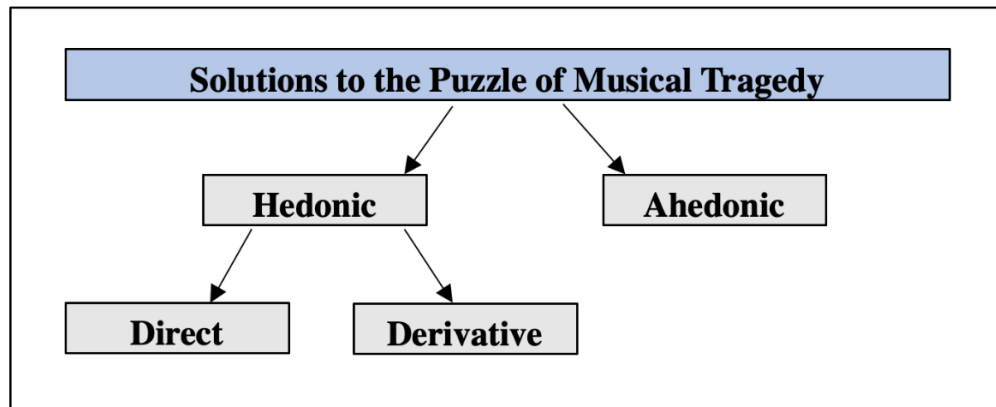 Solutions to the Puzzle of Musical Tragedy
Hedonic
Ahedonic
Direct
Derivative